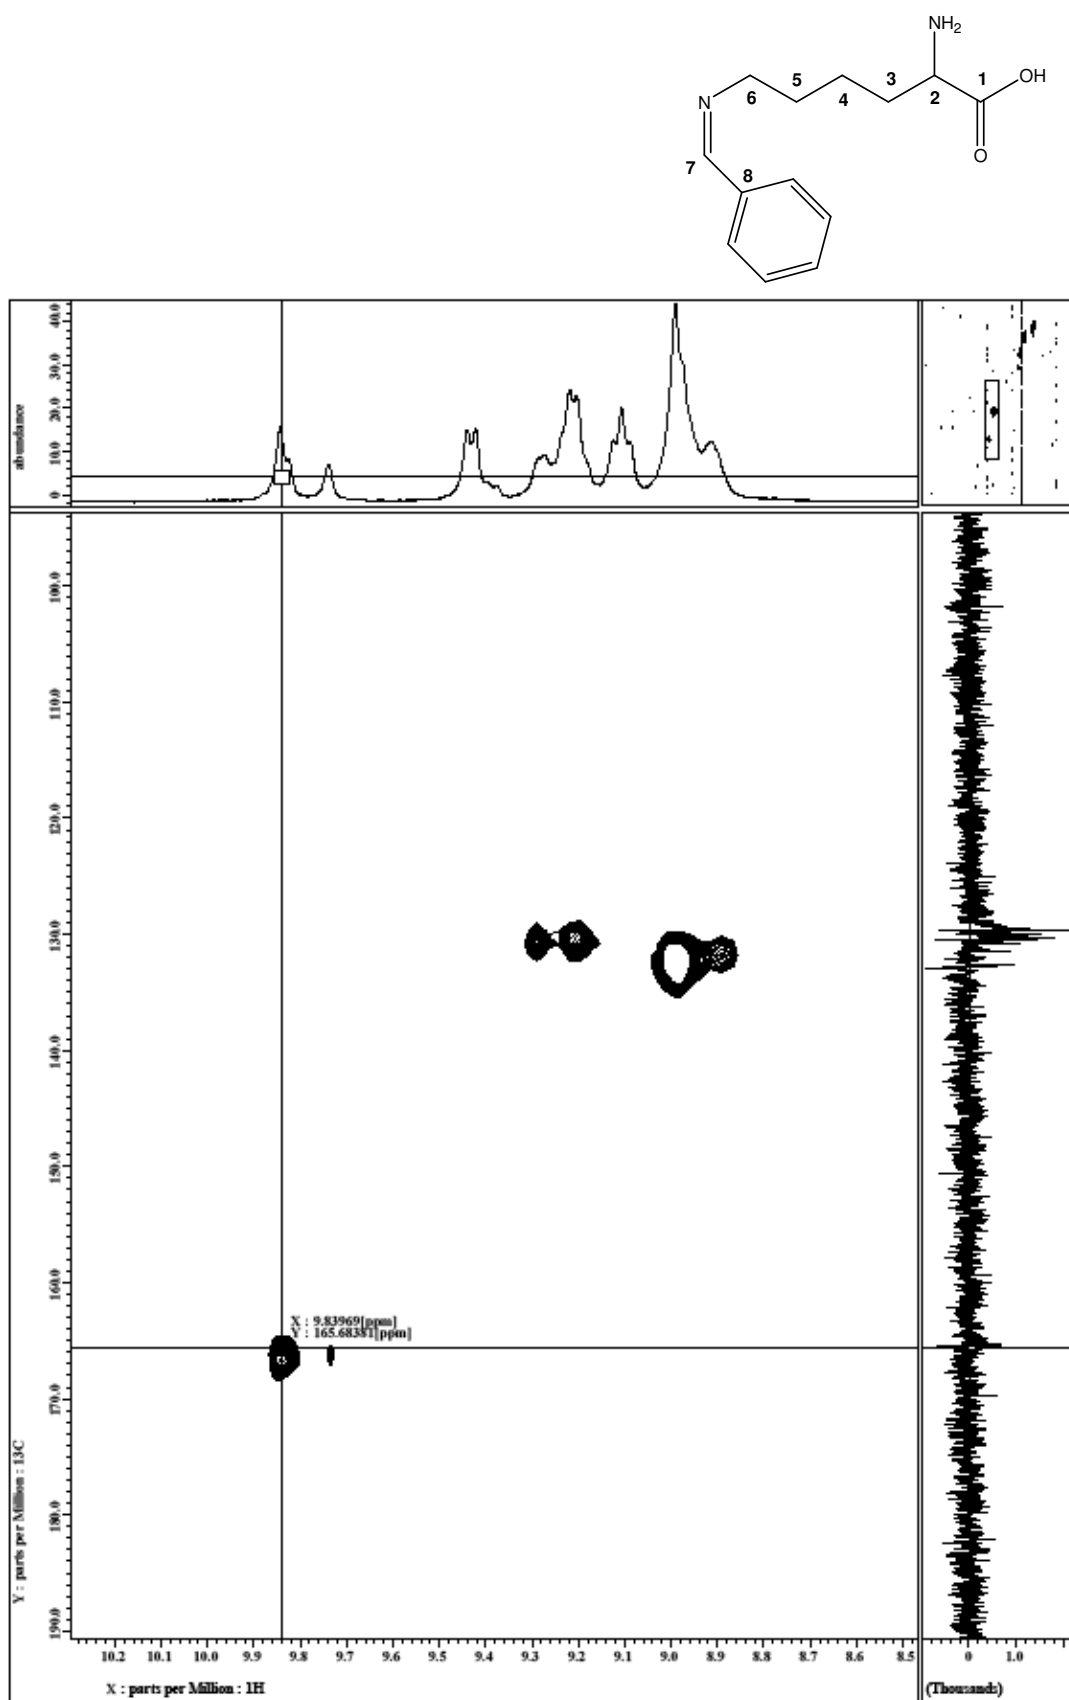 NH2
5
3
1
OH
N
6
4
2
O
7
8
abundance
40.0
30.0
20.0
10.0
0
100.0
110.0
120.0
130.0
140.0
150.0
160.0
170.0
180.0
190.0
X : 9.83969[ppm]
Y : 165.68381[ppm]
Y : parts per Million : 13C
10.2 10.1 10.0 9.9 9.8 9.7 9.6 9.5 9.4 9.3 9.2 9.1 9.0 8.9 8.8 8.7 8.6 8.5
0 1.0
X : parts per Million : 1H
(Thousands)